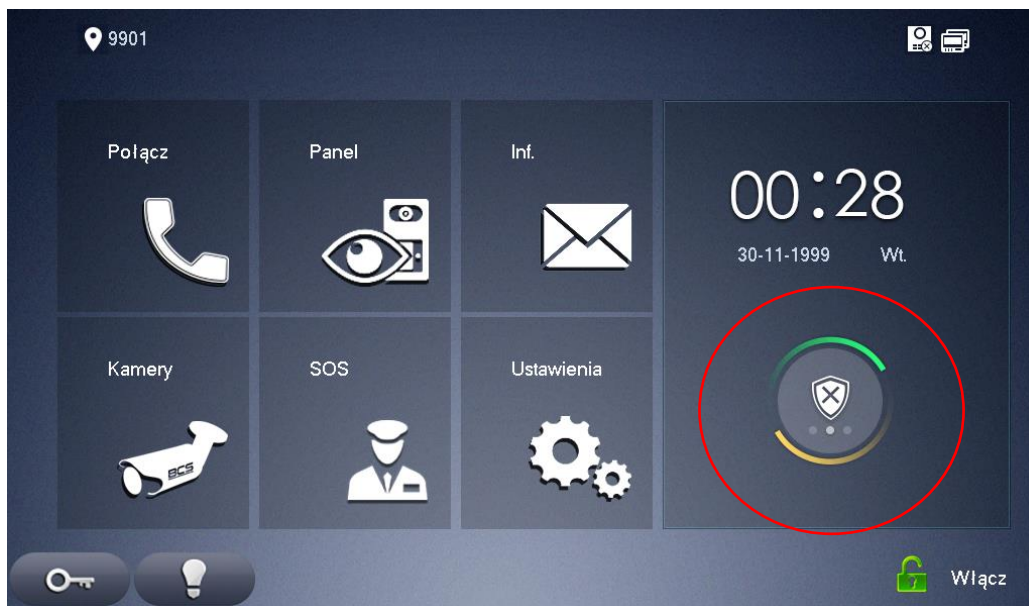 9901
Połącz
Panel
Inf.
00:28
30-11-1999 Wt.
Kamery
SOS
Ustawienia
BCS
Włącz